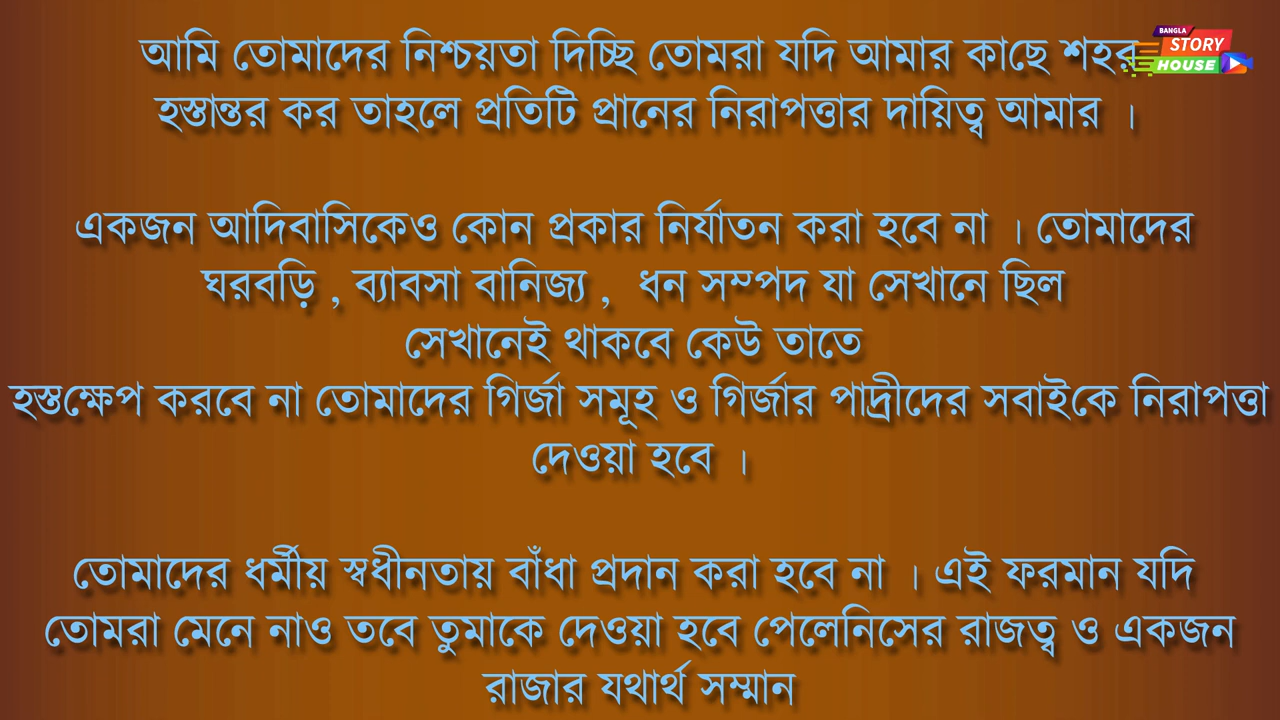 আমি তোমাদের নিশ্চয়তা দিচ্ছি তোমরা যদি আমার কাছে শহর
হস্তান্তর কর তাহলে প্রতিটি প্রানের নিরাপত্তার দায়িত্ব আমার ।
একজন আদিবাসিকেও কোন প্রকার নির্যাতন করা হবে না । তোমাদের
ঘরবড়ি , ব্যাবসা বানিজ্য , ধন সম্পদ যা সেখানে ছিল
সেখানেই থাকবে কেউ তাতে
হস্তক্ষেপ করবে না তোমাদের গির্জা সমূহ ও গির্জার পাদ্রীদের সবাইকে নিরাপত্তা
দেওয়া হবে ।
তোমাদের ধর্মীয় স্বধীনতায় বাঁধা প্রদান করা হবে না । এই ফরমান যদি
তোমরা মেনে নাও তবে তুমাকে দেওয়া হবে পেলেনিসের রাজত্ব ও একজন
রাজার যথার্থ সম্মান
BANGLA
STORY
HOUSE